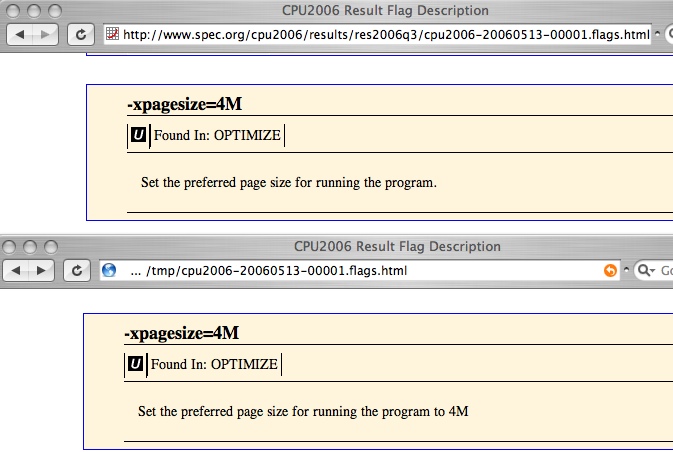 CPU2006 Result Flag Description
http://www.spec.org/cpu2006/results/res2006q3/cpu2006-20060513-00001.flags.html
-xpagesize=4M
U Found In: OPTIMIZE
Set the preferred page size for running the program.
CPU2006 Result Flag Description
... /tmp/cpu2006-20060513-00001.flags.html
Go
-xpagesize=4M
U Found In: OPTIMIZE
Set the preferred page size for running the program to 4M